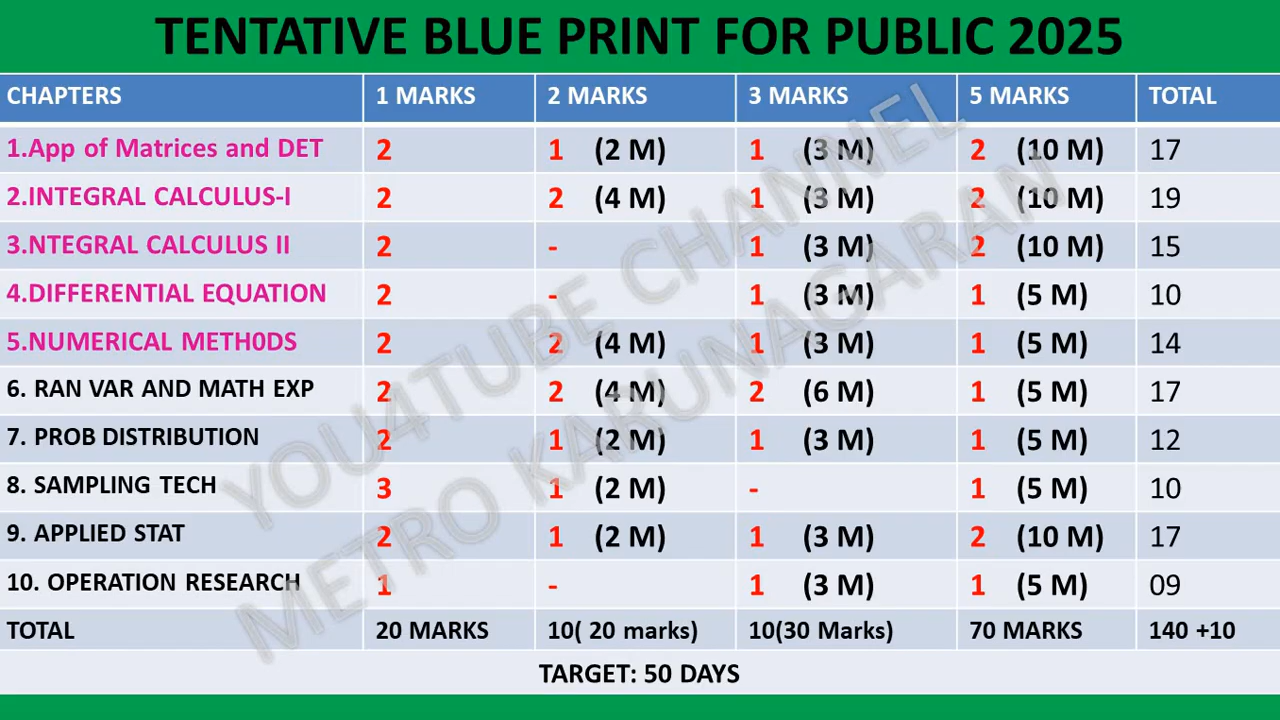 TENTATIVE BLUE PRINT FOR PUBLIC 2025
CHAPTERS 1 MARKS 2 MARKS 3 MARKS 5 MARKS TOTAL
1.App of Matrices and DET 2 1 (2 M) 1 (3 M) 2 (10 M) 17
2.INTEGRAL CALCULUS-I 2 2 (4 M) 1 (3 M) 2 (10 M) 19
3.NTEGRAL CALCULUS II 2 - 1 (3 M) 2 (10 M) 15
4.DIFFERENTIAL EQUATION 2 - 1 (3 M) 1 (5 M) 10
5.NUMERICAL METH0DS 2 2 (4 M) 1 (3 M) 1 (5 M) 14
6. RAN VAR AND MATH EXP 2 2 (4 M) 2 (6 M) 1 (5 M) 17
7. PROB DISTRIBUTION 2 1 (2 M) 1 (3 M) 1 (5 M) 12
8. SAMPLING TECH 3 1 (2 M) - 1 (5 M) 10
9. APPLIED STAT 2 1 (2 M) 1 (3 M) 2 (10 M) 17
10. OPERATION RESEARCH 1 - 1 (3 M) 1 (5 M) 09
TOTAL 20 MARKS 10( 20 marks) 10(30 Marks) 70 MARKS 140 +10
TARGET: 50 DAYS
YOU4TUBE CHANNEL
METRO KARUNAGARAN